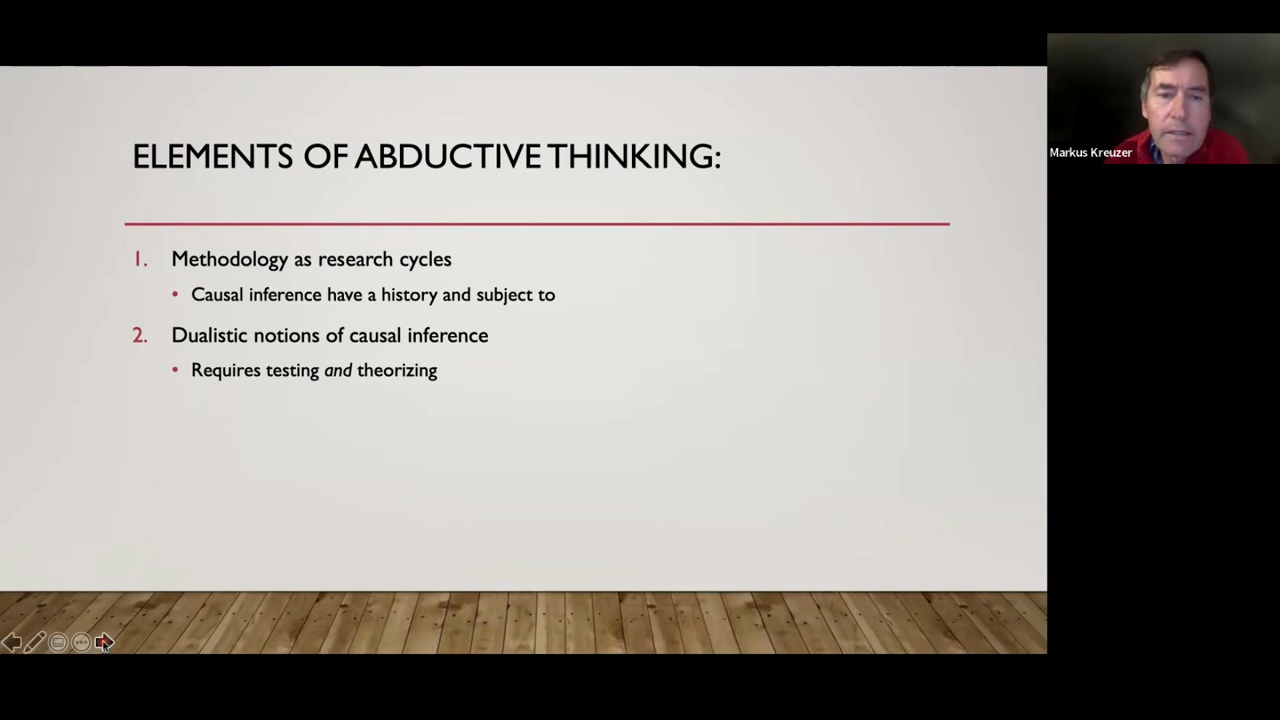 ELEMENTS OF ABDUCTIVE THINKING:
Markus Kreuzer
1. Methodology as research cycles
• Causal inference have a history and subject to
2. Dualistic notions of causal inference
• Requires testing and theorizing